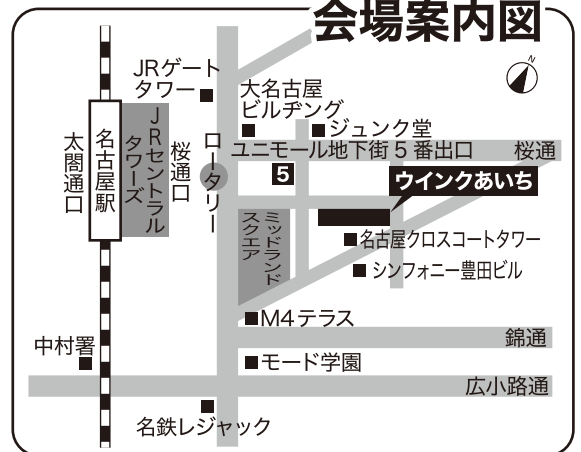 会場案内図
N
JRゲート
タワー
大名古屋
ビルヂング
ジュンク堂
ユニモール地下街 5 番出口
桜通
5
ウインクあいち
太閤通口
名古屋駅
JRセントラル
タワーズ
桜通口
ロータリー
ミッドランド
スクエア
名古屋クロスコートタワー
シンフォニー豊田ビル
M4テラス
錦通
中村署
モード学園
広小路通
名鉄レジャック